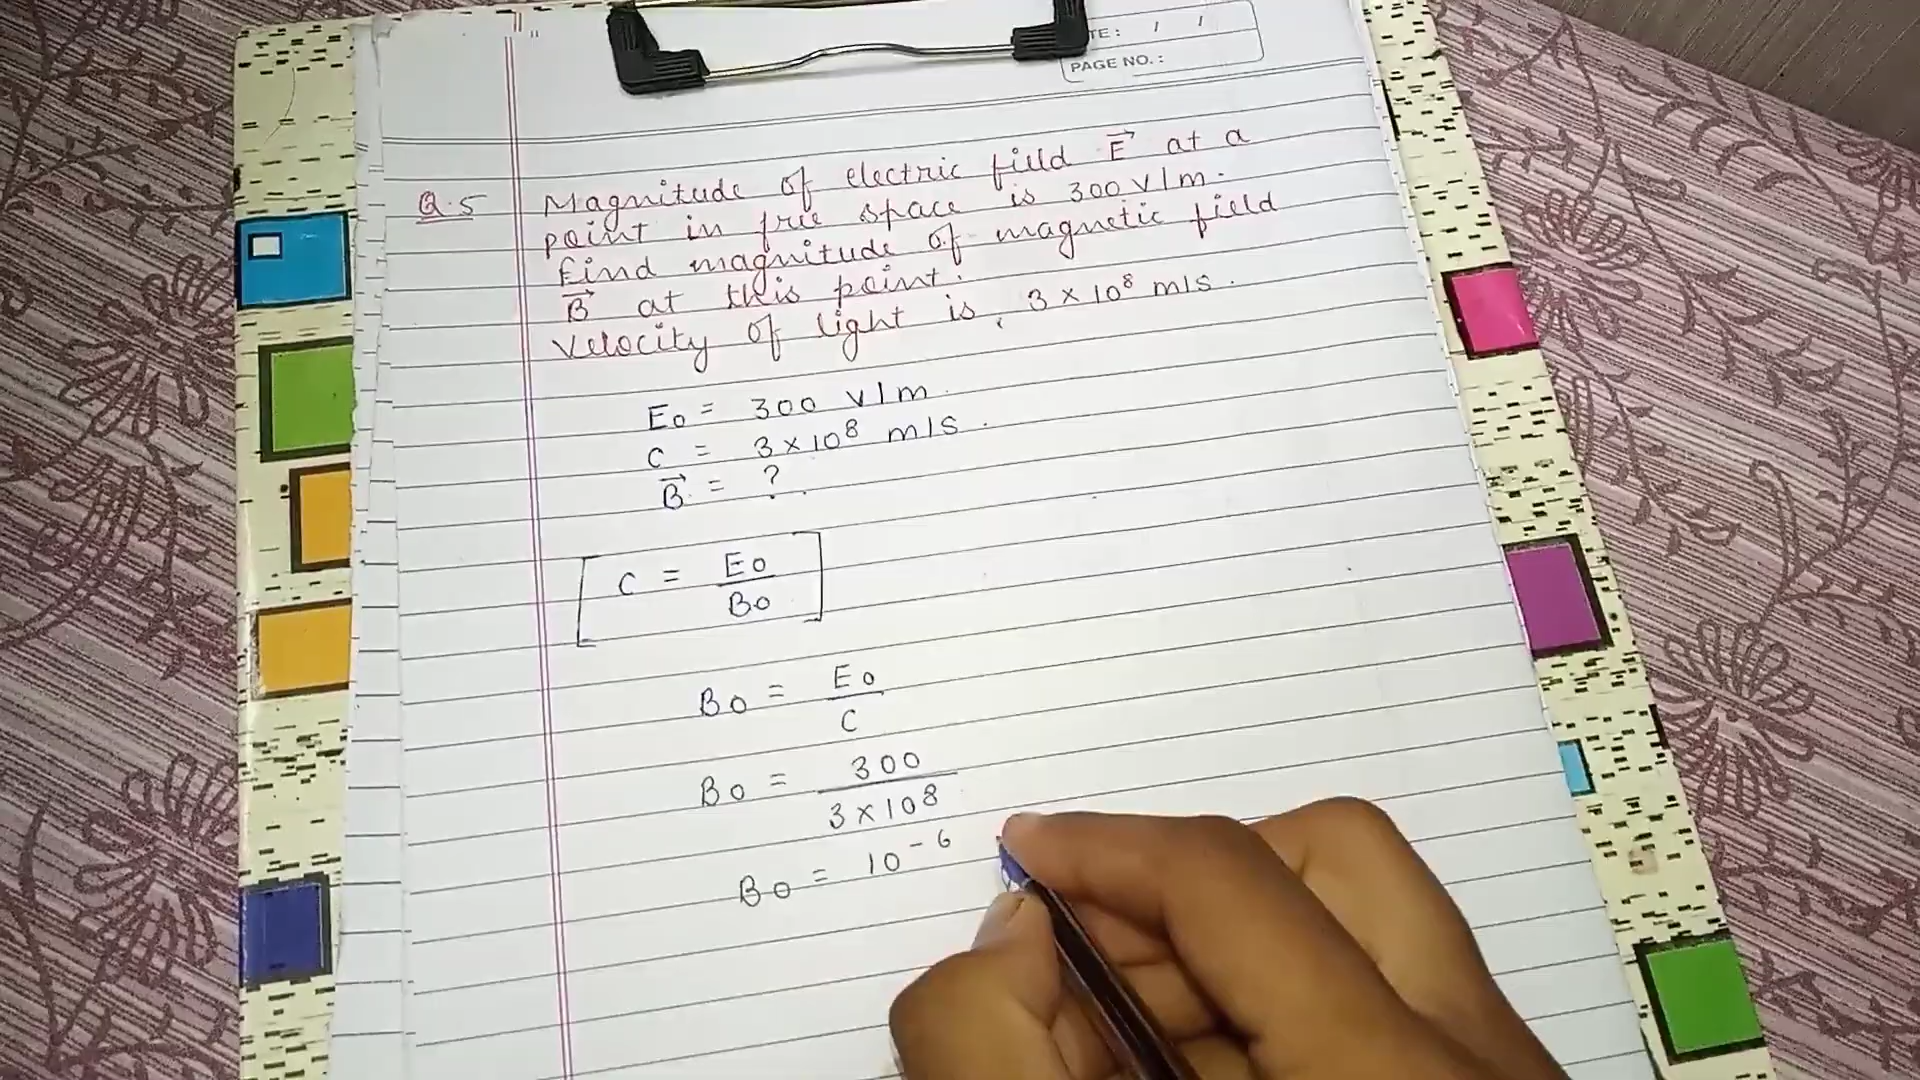 TE: / /
PAGE NO.:
Q.5 Magnitude of electric field E⃗ at a
point in free space is 300 V/m.
Find magnitude of magnetic field
B⃗ at this point.
Velocity of light is, 3 × 10⁸ m/s.
E₀ = 300 V/m.
C = 3×10⁸ m/s.
B⃗ = ?
C = E₀/B₀
B₀ = E₀/C
B₀ = 300/3×10⁸
B₀ = 10⁻⁶